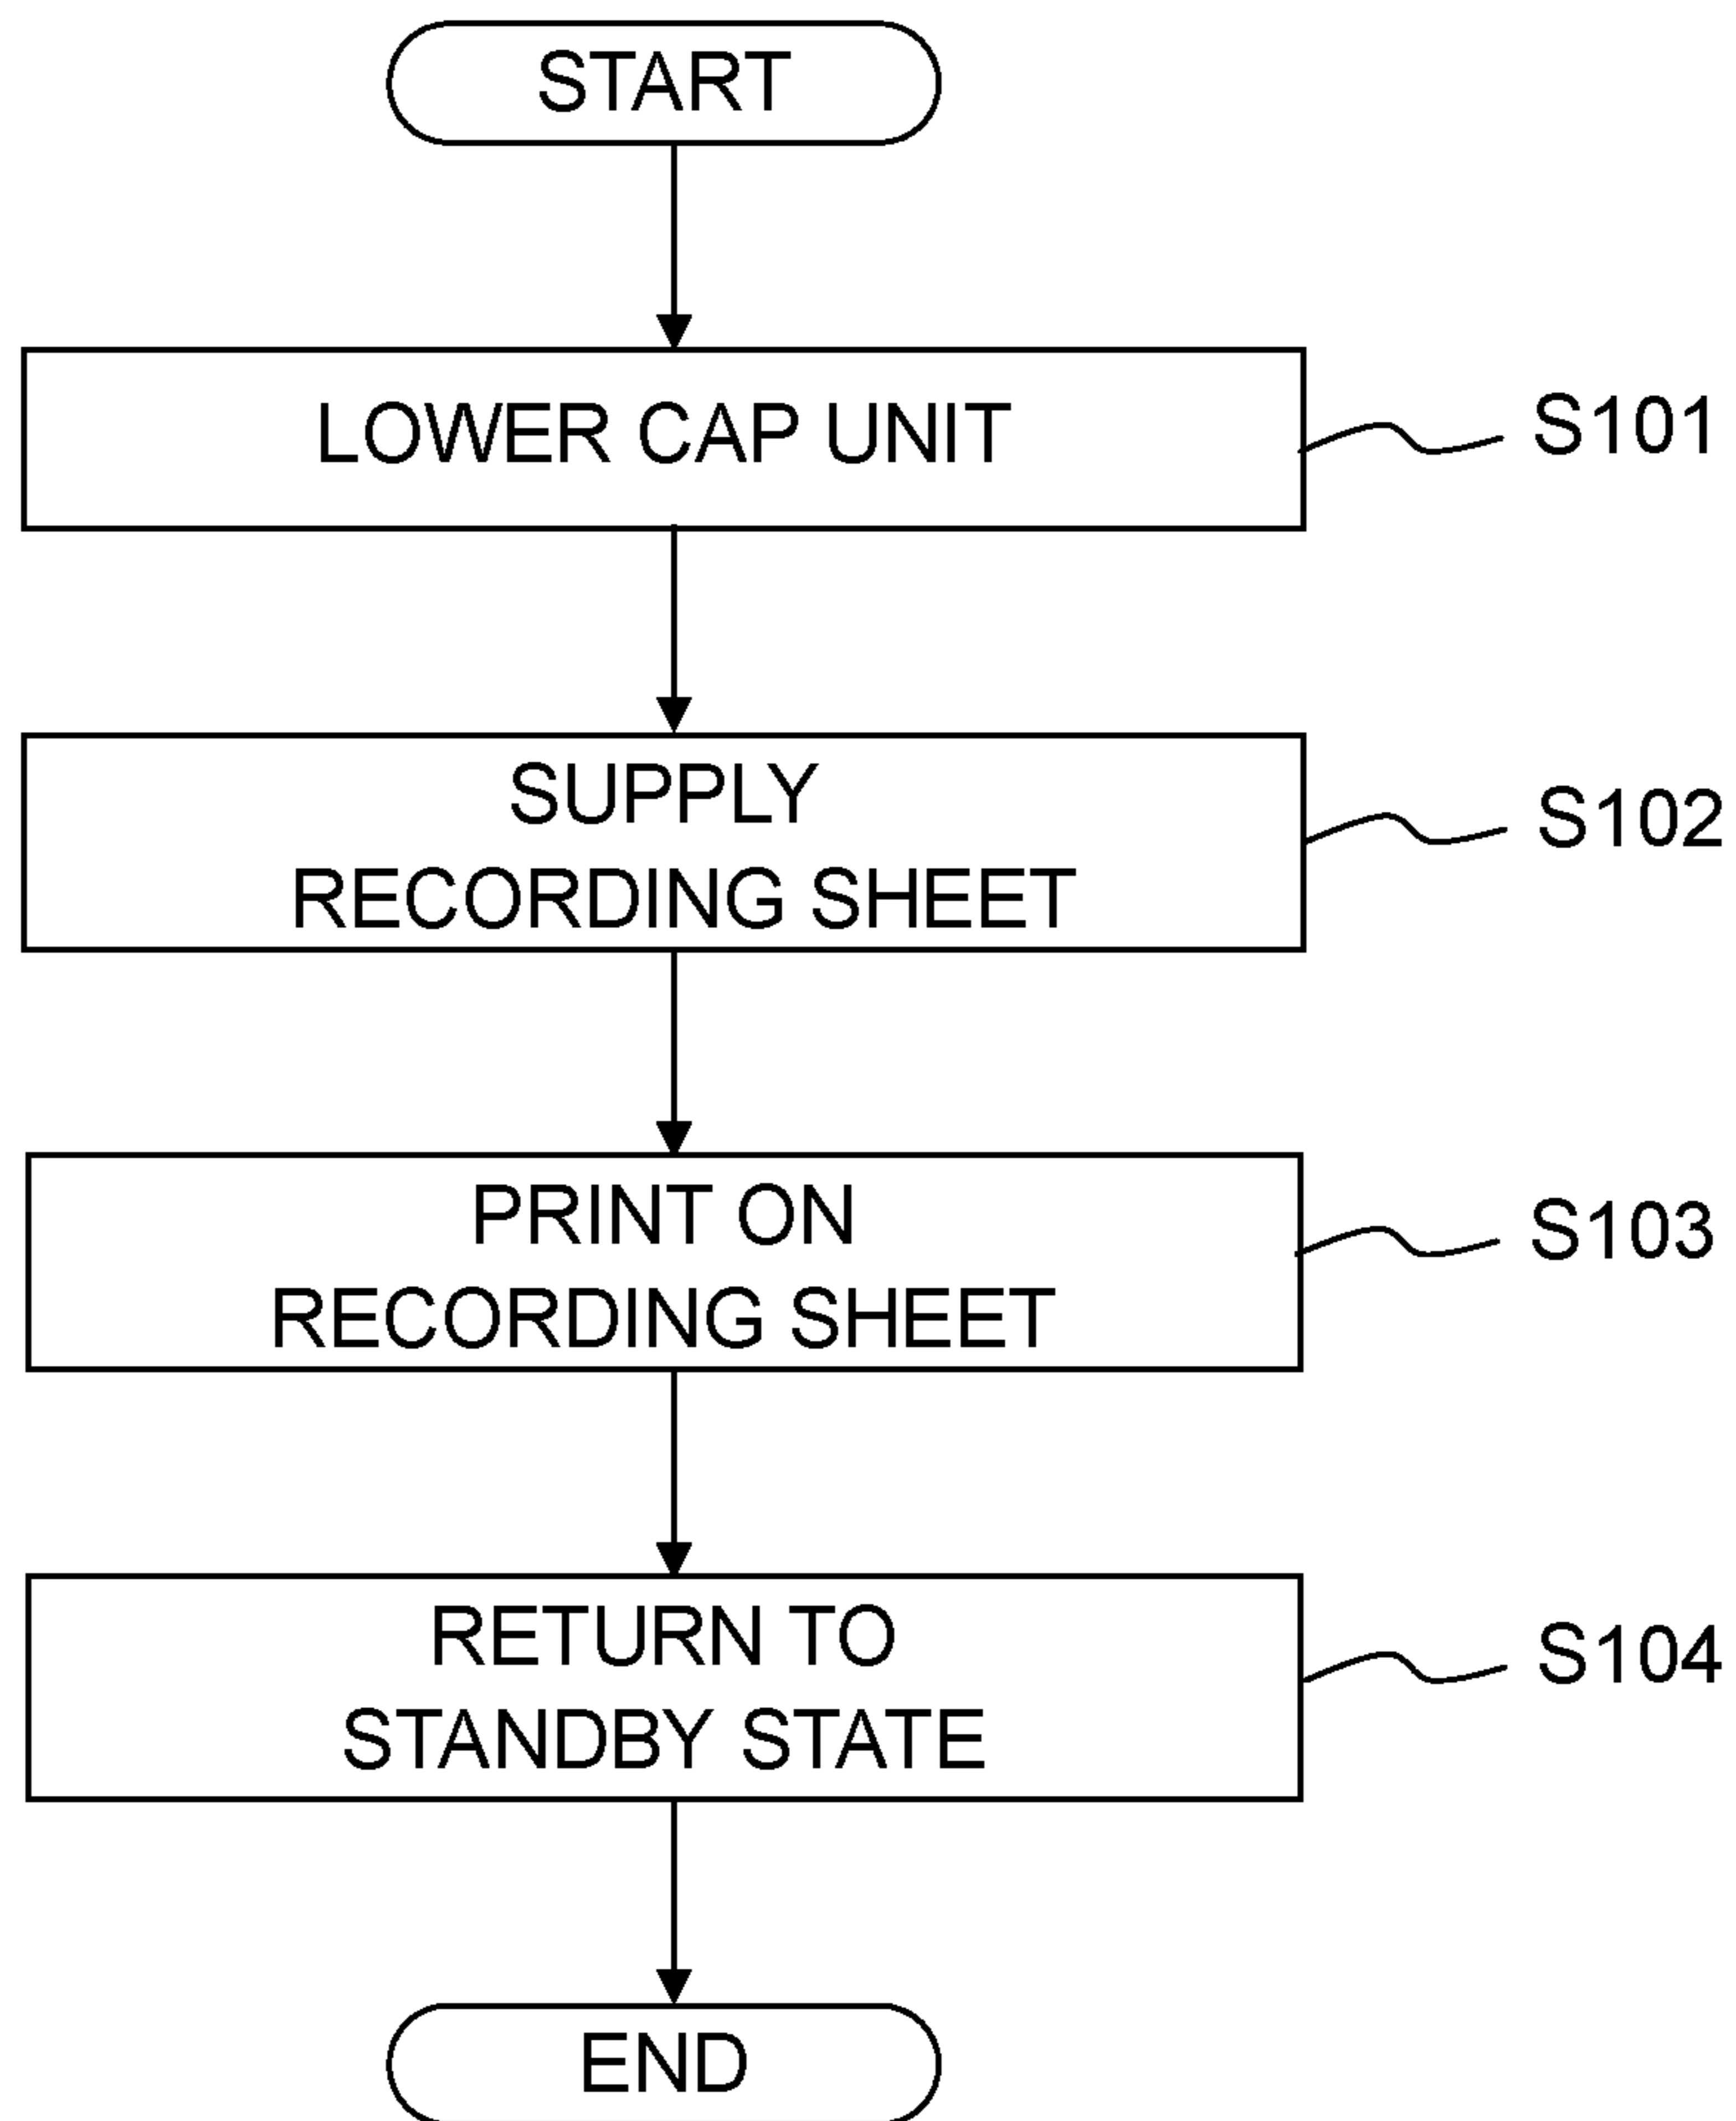 START
LOWER CAP UNIT
S101
SUPPLY
RECORDING SHEET
S102
PRINT ON
RECORDING SHEET
S103
RETURN TO
STANDBY STATE
S104
END